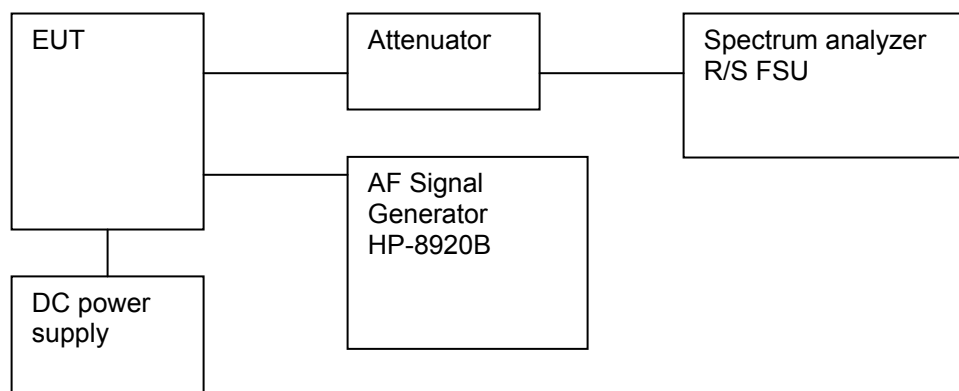 EUT
Attenuator
Spectrum analyzer
R/S FSU
AF Signal
Generator
HP-8920B
DC power
supply